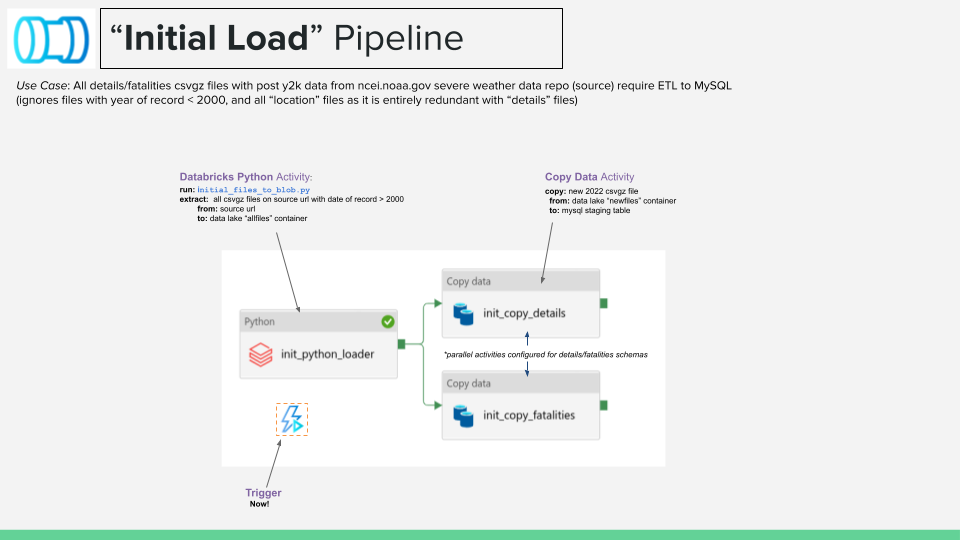 “Initial Load” Pipeline
Use Case: All details/fatalities csvgz files with post y2k data from ncei.noaa.gov severe weather data repo (source) require ETL to MySQL
(ignores files with year of record < 2000, and all “location” files as it is entirely redundant with “details” files)
Databricks Python Activity:
run: initial_files_to_blob.py
extract: all csvgz files on source url with date of record > 2000
from: source url
to: data lake “allfiles” container
Copy Data Activity
copy: new 2022 csvgz file
from: data lake “newfiles” container
to: mysql staging table
Python
init_python_loader
Copy data
init_copy_details
*parallel activities configured for details/fatalities schemas
Copy data
init_copy_fatalities
Trigger
Now!